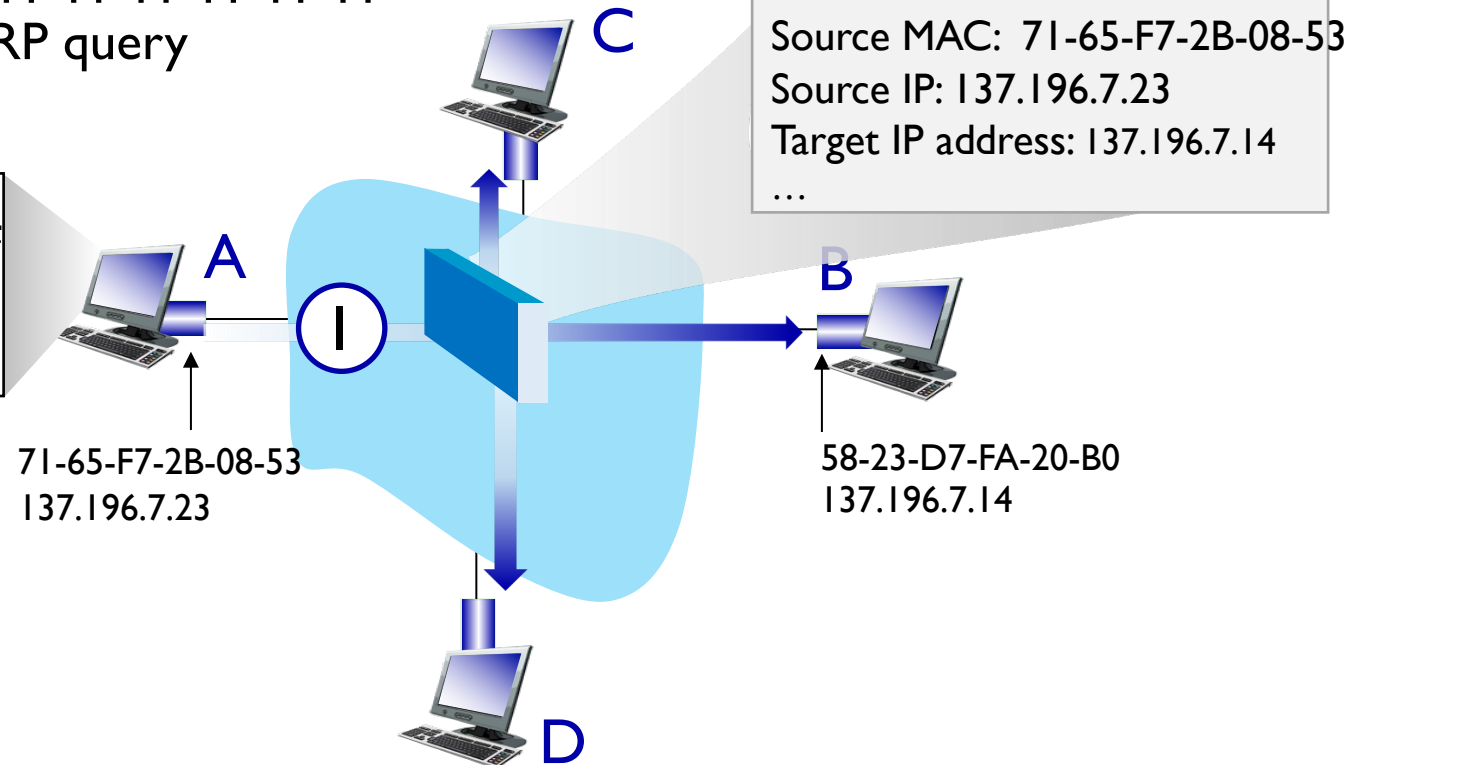 RP query
C
Source MAC: 71-65-F7-2B-08-53
Source IP: 137.196.7.23
Target IP address: 137.196.7.14
…
A
B
1
71-65-F7-2B-08-53
137.196.7.23
58-23-D7-FA-20-B0
137.196.7.14
D